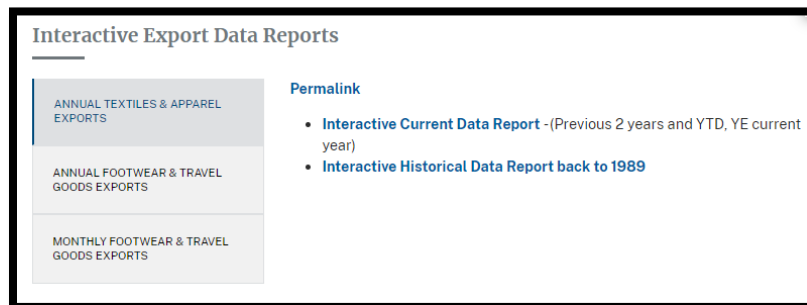 Interactive Export Data Reports
ANNUAL TEXTILES & APPAREL
EXPORTS
ANNUAL FOOTWEAR & TRAVEL
GOODS EXPORTS
MONTHLY FOOTWEAR & TRAVEL
GOODS EXPORTS
Permalink
• Interactive Current Data Report -(Previous 2 years and YTD, YE current
year)
• Interactive Historical Data Report back to 1989